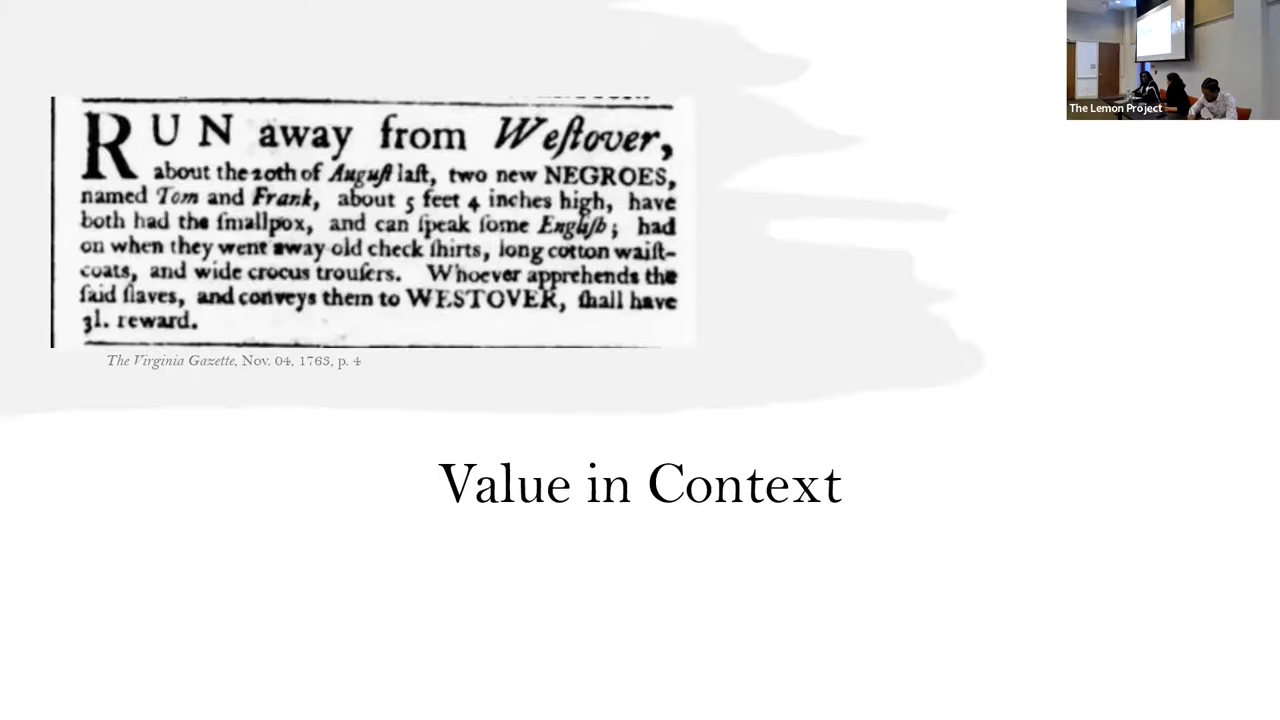 RUN away from Weſtover,
about the 20th of Auguſt laſt, two new NEGROES,
named Tom and Frank, about 5 feet 4 inches high, have
both had the ſmallpox, and can ſpeak ſome Engliſh; had
on when they went away old check ſhirts, long cotton waiſt-
coats, and wide crocus trouſers. Whoever apprehends the
ſaid ſlaves, and conveys them to WESTOVER, ſhall have
3l. reward.
The Virginia Gazette, Nov. 04, 1763, p. 4
Value in Context
The Lemon Project